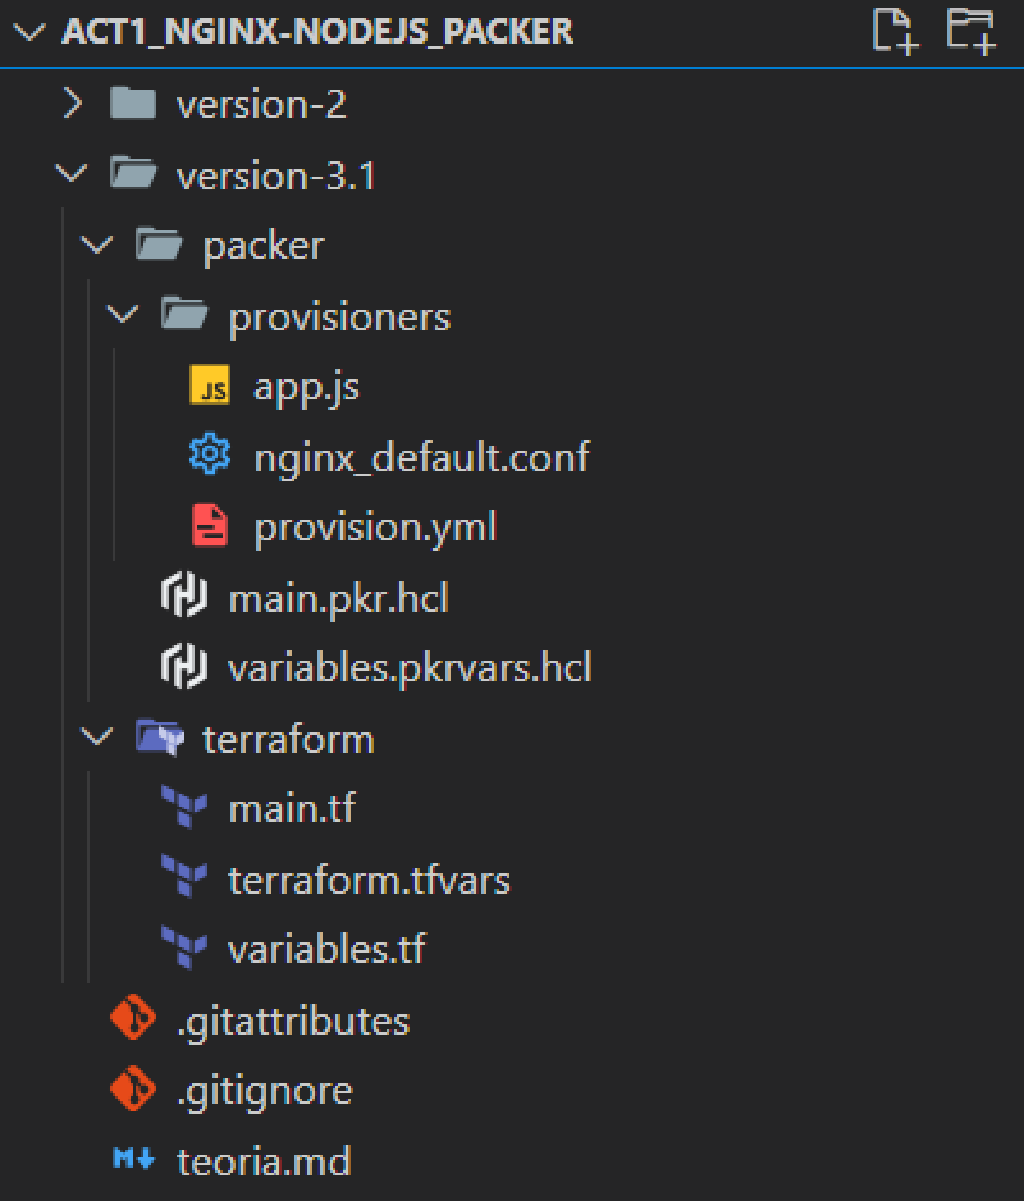 ACT1_NGINX-NODEJS_PACKER
version-2
version-3.1
packer
provisioners
JS app.js
nginx_default.conf
provision.yml
main.pkr.hcl
variables.pkrvars.hcl
terraform
main.tf
terraform.tfvars
variables.tf
.gitattributes
.gitignore
M teoria.md